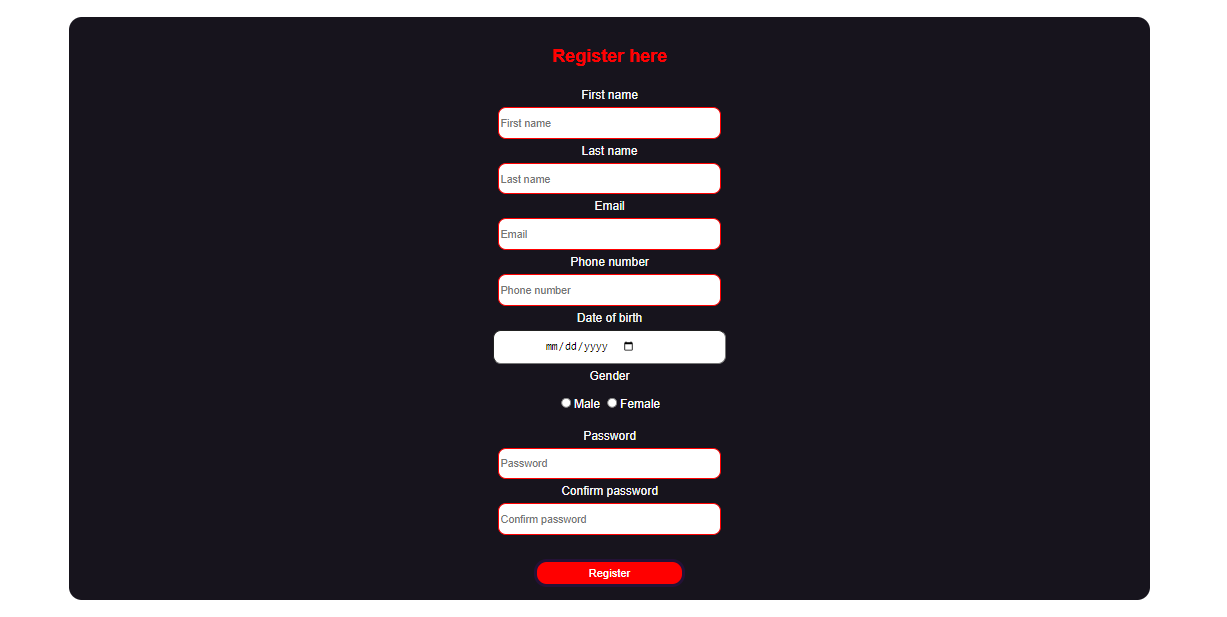 Register here
First name
First name
Last name
Last name
Email
Email
Phone number
Phone number
Date of birth
mm/dd/yyyy
Gender
Male Female
Password
Password
Confirm password
Confirm password
Register